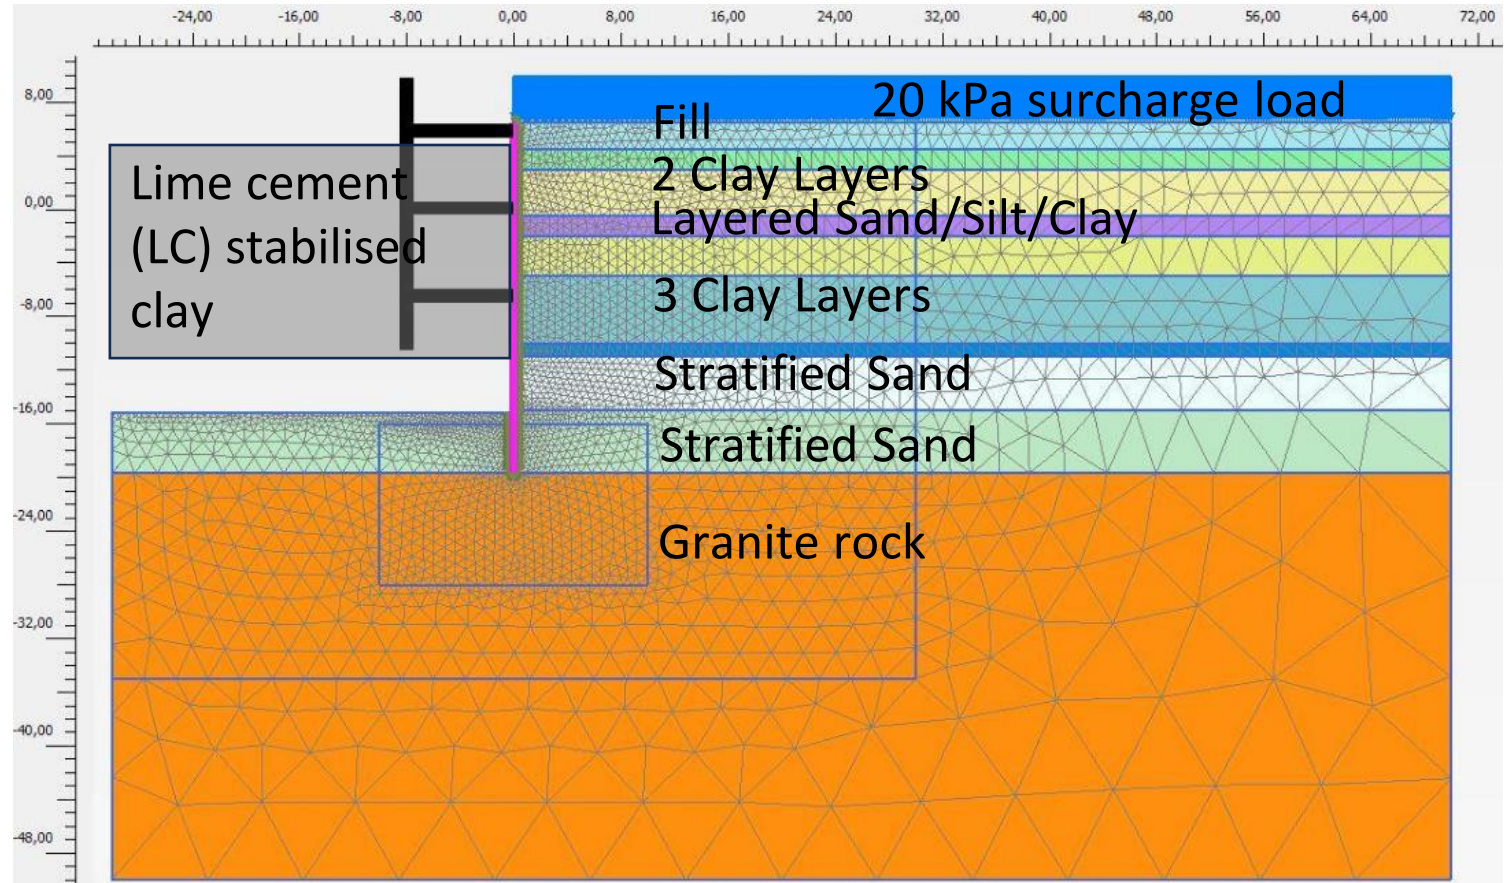 -24,00 -16,00 -8,00 0,00 8,00 16,00 24,00 32,00 40,00 48,00 56,00 64,00 72,00
8,00
20 kPa surcharge load
Fill
Lime cement
(LC) stabilised
clay
2 Clay Layers
0,00
Layered Sand/Silt/Clay
3 Clay Layers
-8,00
Stratified Sand
-16,00
Stratified Sand
-24,00
Granite rock
-32,00
-40,00
-48,00